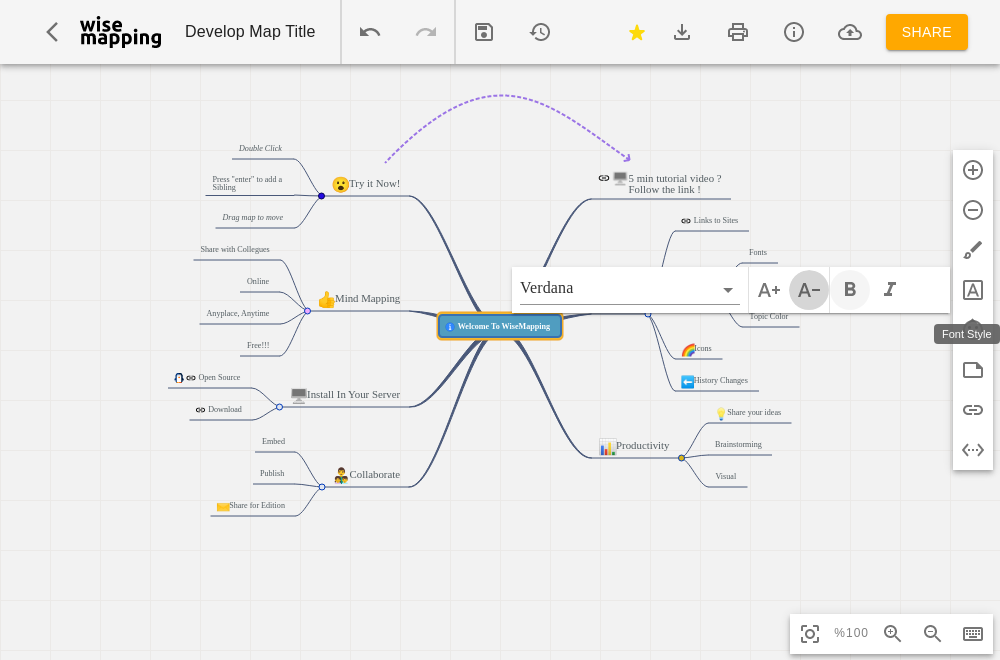 wise
mapping
Develop Map Title
SHARE
Double Click
Press "enter" to add a
Sibling
Drag map to move
Try it Now!
5 min tutorial video ?
Follow the link !
Links to Sites
Fonts
Topic Color
Share with Collegues
Online
Anyplace, Anytime
Free!!!
Mind Mapping
Verdana
A+
A-
B
I
A
Font Style
Welcome To WiseMapping
Icons
History Changes
Open Source
Download
Install In Your Server
Embed
Publish
Share for Edition
Collaborate
Productivity
Share your ideas
Brainstorming
Visual
%100